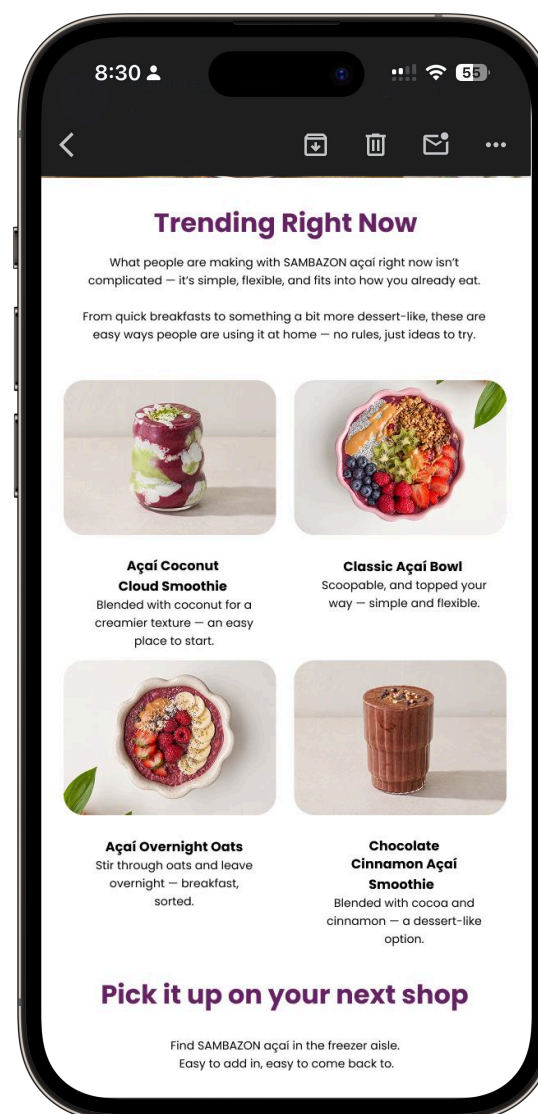 8:30
55
Trending Right Now
What people are making with SAMBAZON açaí right now isn't
complicated — it's simple, flexible, and fits into how you already eat.
From quick breakfasts to something a bit more dessert-like, these are
easy ways people are using it at home — no rules, just ideas to try.
Açaí Coconut
Cloud Smoothie
Blended with coconut for a
creamier texture — an easy
place to start.
Classic Açaí Bowl
Scoopable, and topped your
way — simple and flexible.
Açaí Overnight Oats
Stir through oats and leave
overnight — breakfast,
sorted.
Chocolate
Cinnamon Açaí
Smoothie
Blended with cocoa and
cinnamon — a dessert-like
option.
Pick it up on your next shop
Find SAMBAZON açaí in the freezer aisle.
Easy to add in, easy to come back to.